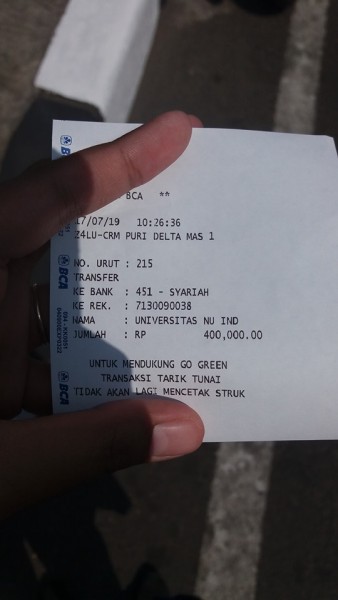 BCA **
17/07/19 10:26:36
Z4LU-CRM PURI DELTA MAS 1
NO. URUT : 215
TRANSFER
KE BANK : 451 - SYARIAH
KE REK. : 7130090038
NAMA : UNIVERSITAS NU IND
JUMLAH : RP 400,000.00
UNTUK MENDUKUNG GO GREEN
TRANSAKSI TARIK TUNAI
TIDAK AKAN LAGI MENCETAK STRUK
BCA
BCA
BCA